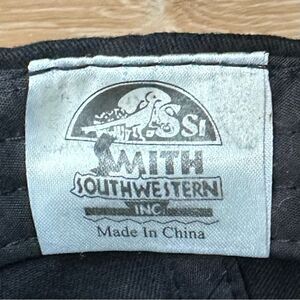 SSI
SMITH
SOUTHWESTERN
INC.
Made In China